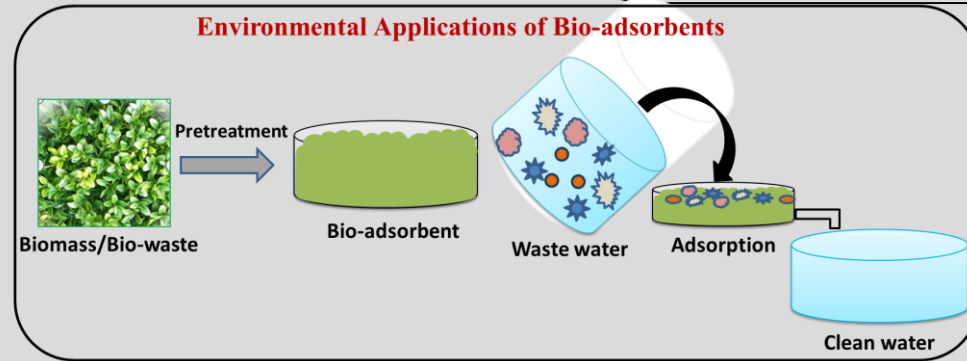 Environmental Applications of Bio-adsorbents
Pretreatment
Biomass/Bio-waste
Bio-adsorbent
Waste water
Adsorption
Clean water